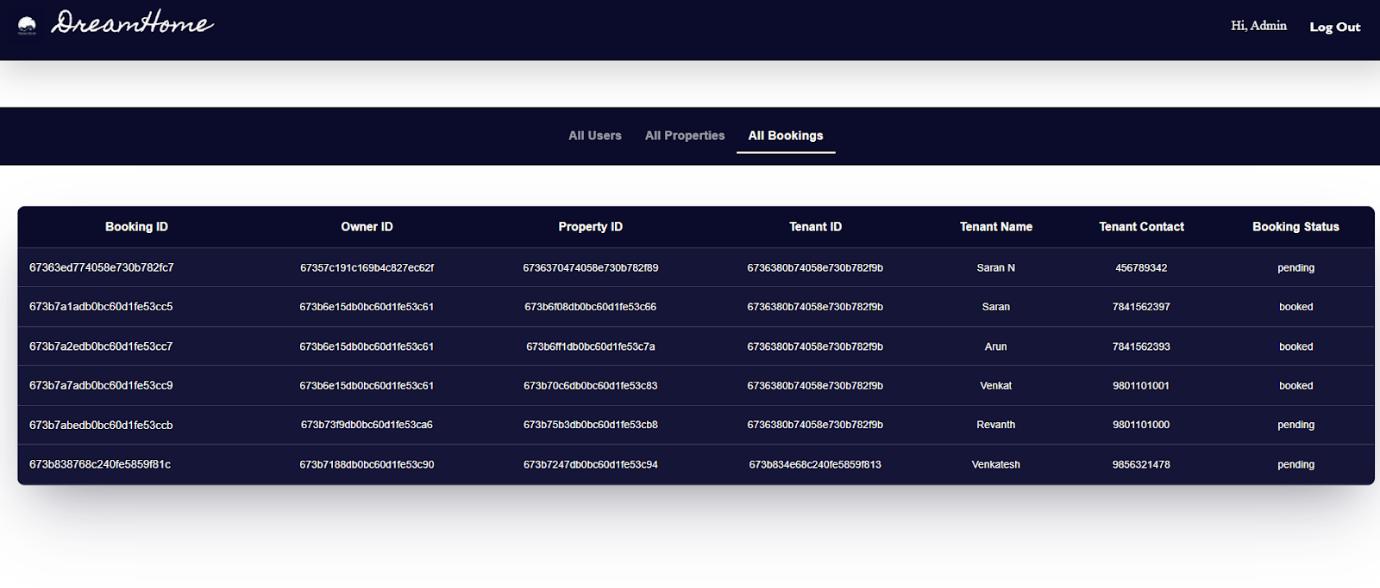 DreamHome
Hi, Admin Log Out
All Users All Properties All Bookings
Booking ID Owner ID Property ID Tenant ID Tenant Name Tenant Contact Booking Status
67363ed774058e730b782fc7 67357c191c169b4c827ec62f 6736370474058e730b782f89 6736380b74058e730b782f9b Saran N 456789342 pending
673b7a1adb0bc60d1fe53cc5 673b6e15db0bc60d1fe53c61 673b6f08db0bc60d1fe53c66 6736380b74058e730b782f9b Saran 7841562397 booked
673b7a2edb0bc60d1fe53cc7 673b6e15db0bc60d1fe53c61 673b6ff1db0bc60d1fe53c7a 6736380b74058e730b782f9b Arun 7841562393 booked
673b7a7adb0bc60d1fe53cc9 673b6e15db0bc60d1fe53c61 673b70c6db0bc60d1fe53c83 6736380b74058e730b782f9b Venkat 9801101001 booked
673b7abedb0bc60d1fe53ccb 673b73f9db0bc60d1fe53ca6 673b75b3db0bc60d1fe53cb8 6736380b74058e730b782f9b Revanth 9801101000 pending
673b838768c240fe5859f81c 673b7188db0bc60d1fe53c90 673b7247db0bc60d1fe53c94 673b834e68c240fe5859f813 Venkatesh 9856321478 pending